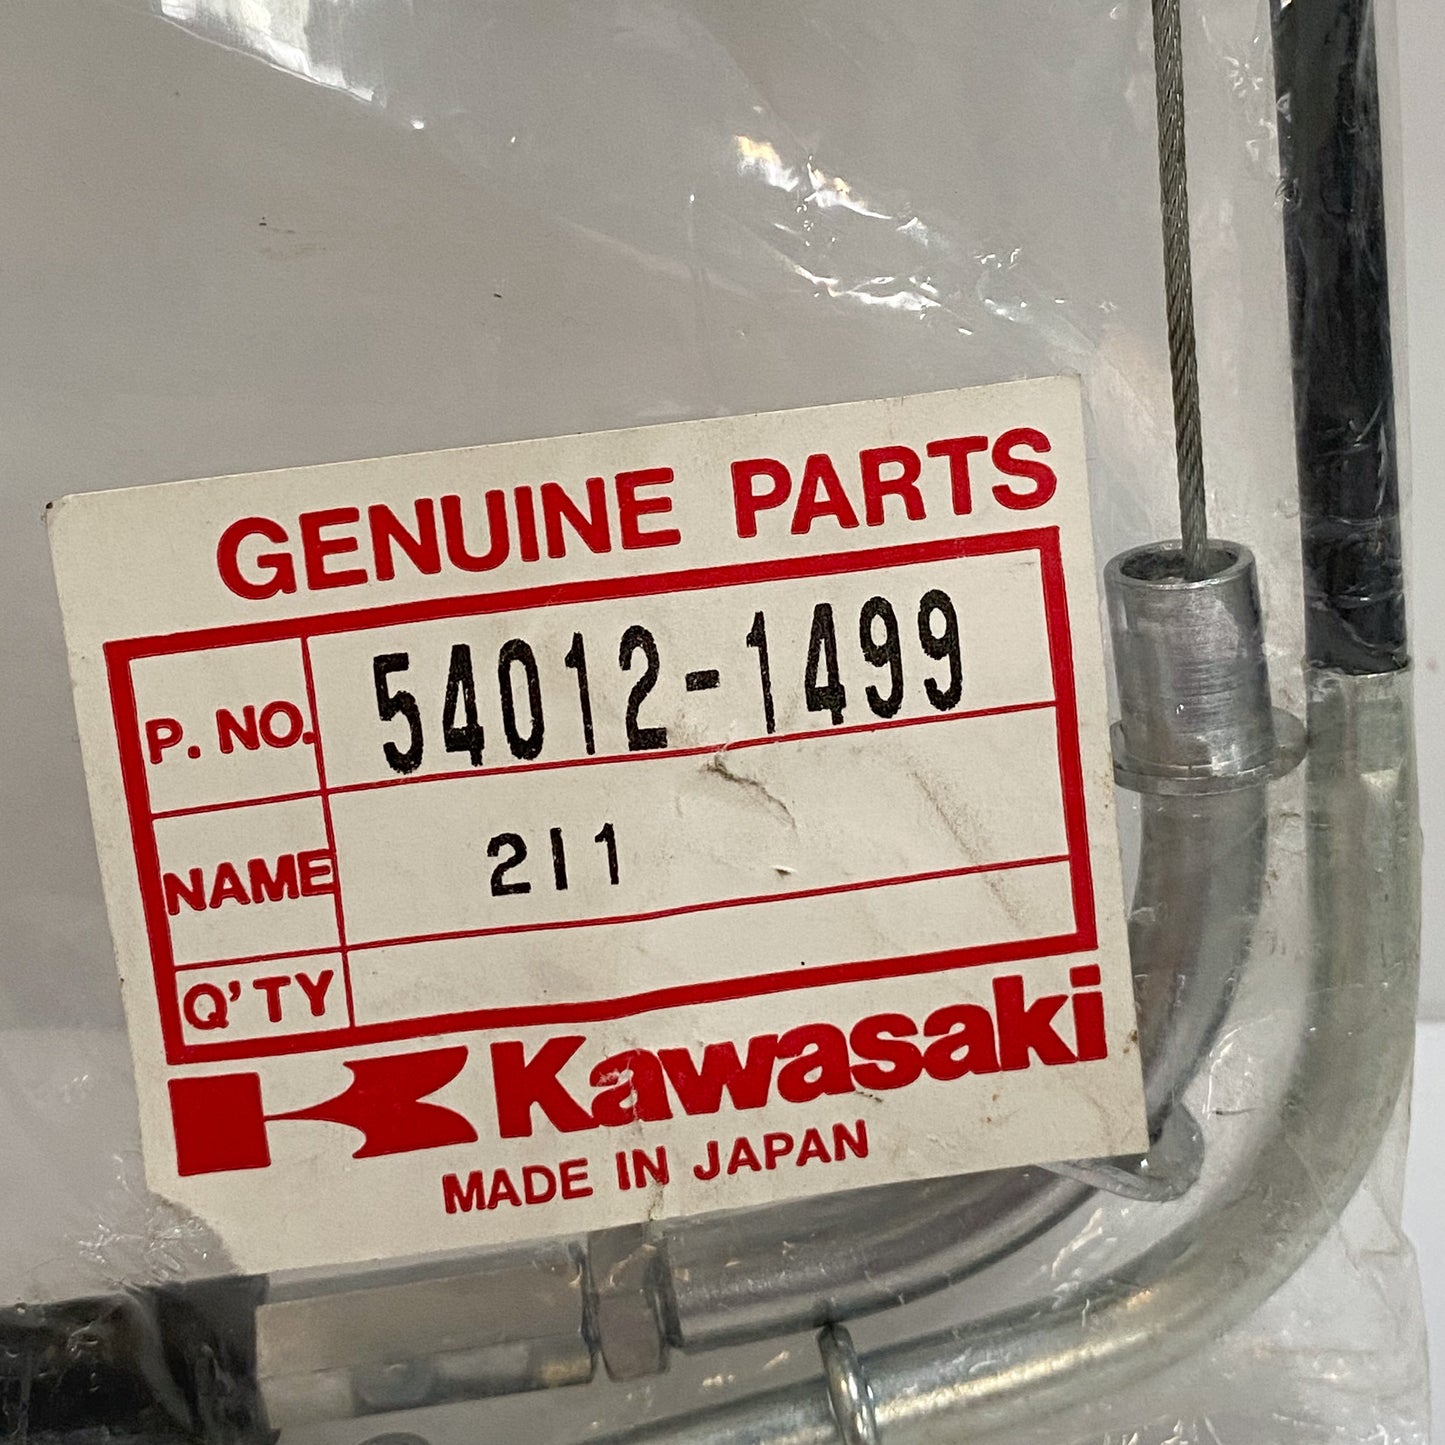 GENUINE PARTS
P. NO. 54012-1499
NAME 211
Q'TY
Kawasaki
MADE IN JAPAN